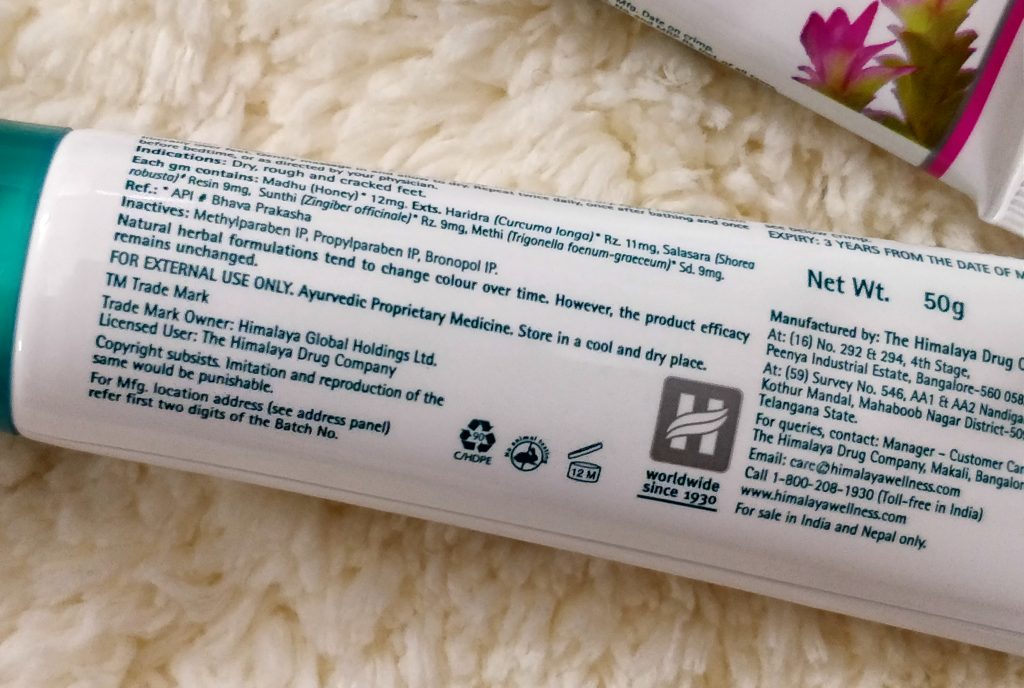 Mfg. Date on crimp.
before bedtime, or as directed by your physician.
Indications: Dry, rough and cracked feet.
Each gm contains: Madhu (Honey)* 12mg. Exts. Haridra (Curcuma longa)* Rz. 11mg, Salasara (Shorea
robusta)# Resin 9mg, Sunthi (Zingiber officinale)* Rz. 9mg, Methi (Trigonella foenum-graeceum)* Sd. 9mg.
Ref.: * API # Bhava Prakasha
Inactives: Methylparaben IP, Propylparaben IP, Bronopol IP.
Natural herbal formulations tend to change colour over time. However, the product efficacy
remains unchanged.
FOR EXTERNAL USE ONLY. Ayurvedic Proprietary Medicine. Store in a cool and dry place.
TM Trade Mark
Trade Mark Owner: Himalaya Global Holdings Ltd.
Licensed User: The Himalaya Drug Company
Copyright subsists. Imitation and reproduction of the
same would be punishable.
For Mfg. location address (see address panel)
refer first two digits of the Batch No.
90
C/HDPE
12 M
H
worldwide
since 1930
EXPIRY: 3 YEARS FROM THE DATE OF M
Net Wt. 50g
Manufactured by: The Himalaya Drug C
At: (16) No. 292 & 294, 4th Stage,
Peenya Industrial Estate, Bangalore-560 058
At: (59) Survey No. 546, AA1 & AA2 Nandiga
Kothur Mandal, Mahaboob Nagar District-50
Telangana State.
For queries, contact: Manager – Customer Car
The Himalaya Drug Company, Makali, Bangalor
Email: care@himalayawellness.com
Call 1-800-208-1930 (Toll-free in India)
www.himalayawellness.com
For sale in India and Nepal only.